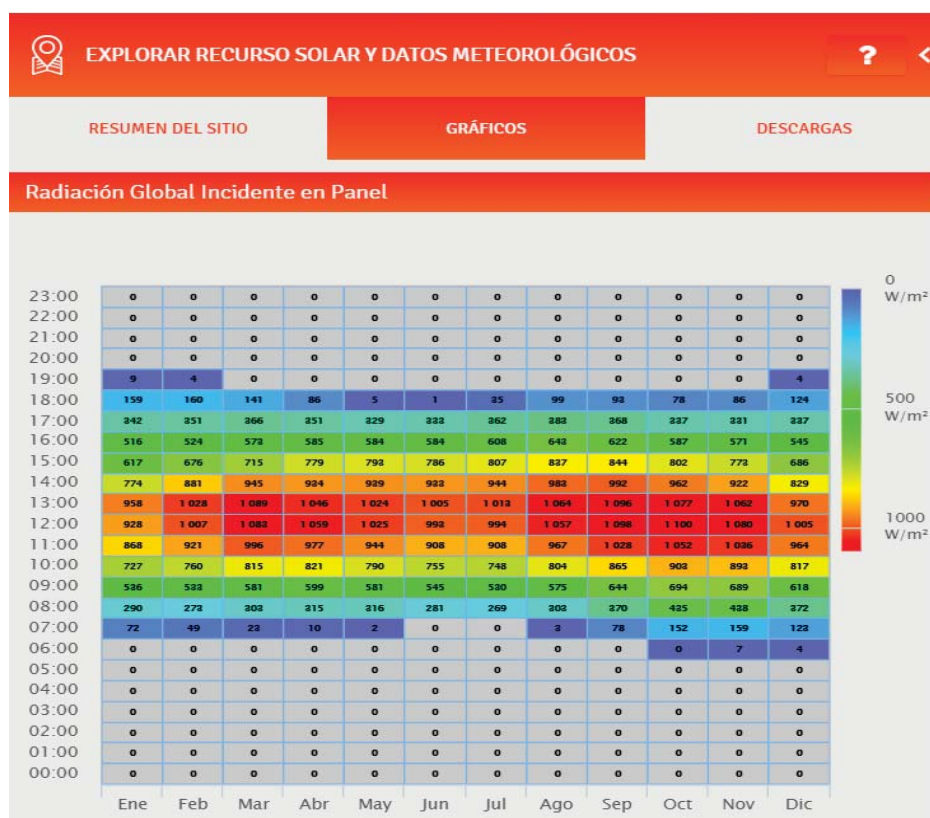 EXPLORAR RECURSO SOLAR Y DATOS METEOROLÓGICOS ? <
RESUMEN DEL SITIO GRÁFICOS DESCARGAS
Radiación Global Incidente en Panel
0
W/m²
500
W/m²
1000
W/m²
23:00 0 0 0 0 0 0 0 0 0 0 0 0
22:00 0 0 0 0 0 0 0 0 0 0 0 0
21:00 0 0 0 0 0 0 0 0 0 0 0 0
20:00 0 0 0 0 0 0 0 0 0 0 0 0
19:00 9 4 0 0 0 0 0 0 0 0 0 4
18:00 159 160 141 86 5 1 35 99 93 78 86 124
17:00 342 351 366 351 329 333 362 383 368 337 331 337
16:00 516 524 573 585 584 584 608 643 622 587 571 545
15:00 617 676 715 779 793 786 807 837 844 802 773 686
14:00 774 881 945 934 939 933 944 983 992 962 922 829
13:00 958 1 028 1 089 1 046 1 024 1 005 1 013 1 064 1 096 1 077 1 062 970
12:00 928 1 007 1 083 1 059 1 025 993 994 1 057 1 098 1 100 1 080 1 005
11:00 868 921 996 977 944 908 908 967 1 028 1 052 1 036 964
10:00 727 760 815 821 790 755 748 804 865 903 893 817
09:00 536 533 581 599 581 545 530 575 644 694 689 618
08:00 290 273 303 315 316 281 269 303 370 435 438 372
07:00 72 49 23 10 2 0 0 3 78 152 159 123
06:00 0 0 0 0 0 0 0 0 0 0 7 4
05:00 0 0 0 0 0 0 0 0 0 0 0 0
04:00 0 0 0 0 0 0 0 0 0 0 0 0
03:00 0 0 0 0 0 0 0 0 0 0 0 0
02:00 0 0 0 0 0 0 0 0 0 0 0 0
01:00 0 0 0 0 0 0 0 0 0 0 0 0
00:00 0 0 0 0 0 0 0 0 0 0 0 0
Ene Feb Mar Abr May Jun Jul Ago Sep Oct Nov Dic